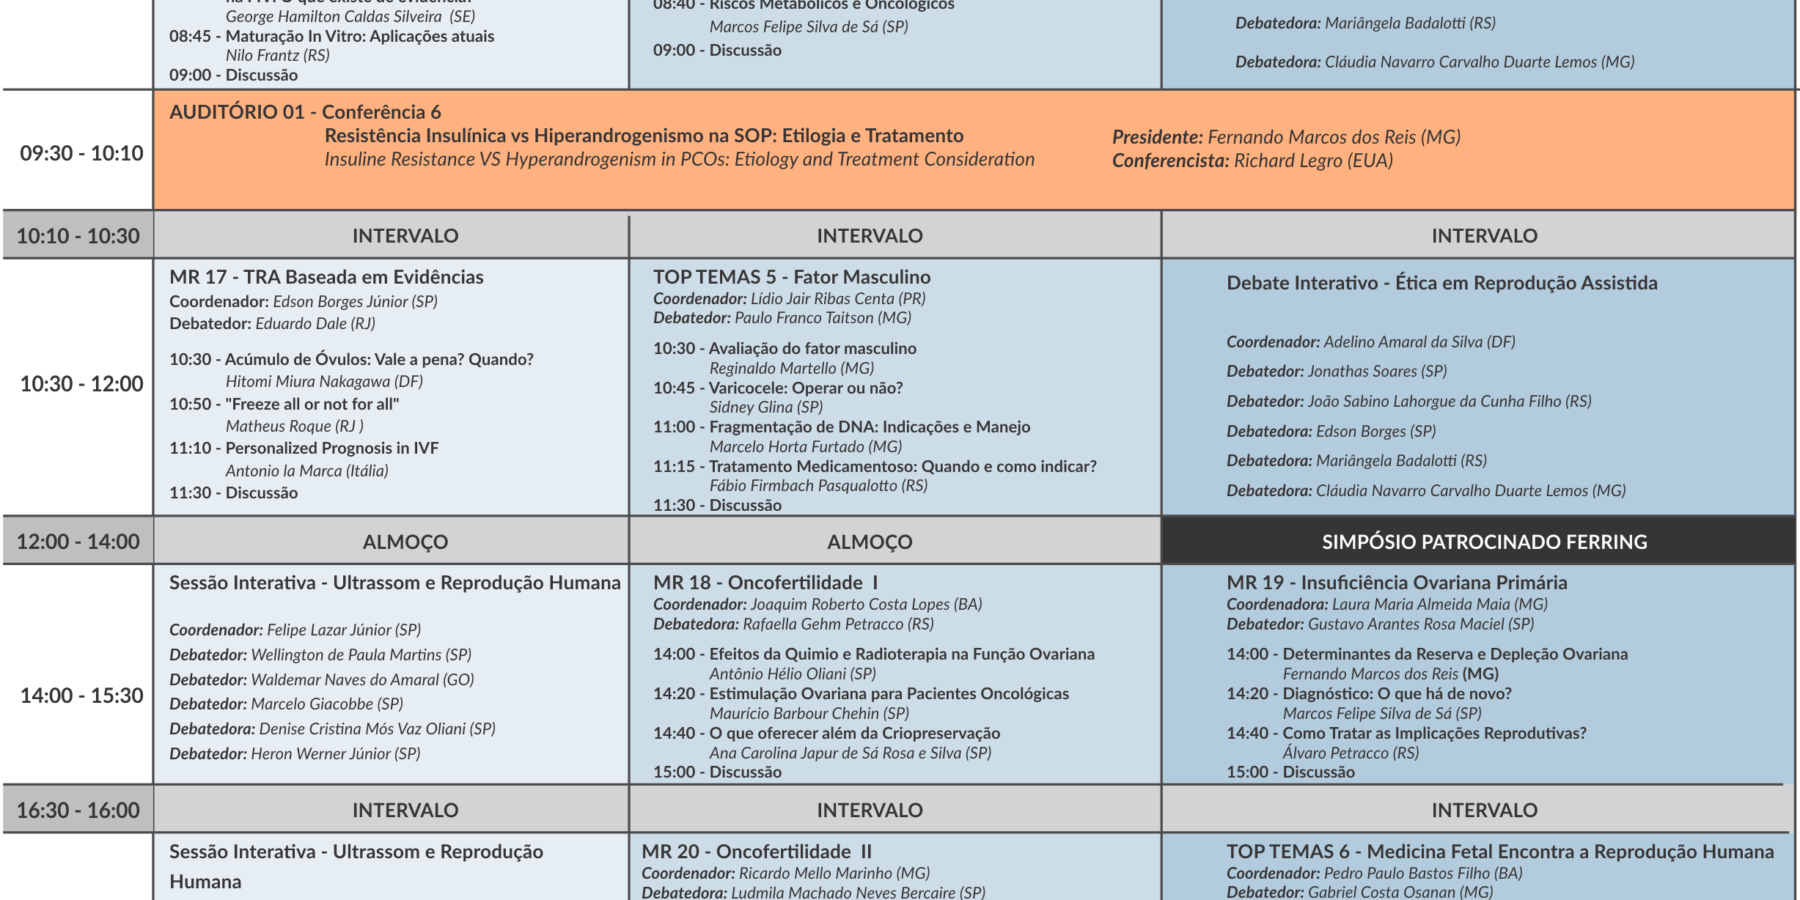 na FIV: O que existe de evidência?
George Hamilton Caldas Silveira (SE)
08:45 - Maturação In Vitro: Aplicações atuais
Nilo Frantz (RS)
09:00 - Discussão
08:40 - Riscos Metabólicos e Oncológicos
Marcos Felipe Silva de Sá (SP)
09:00 - Discussão
Debatedora: Mariângela Badalotti (RS)
Debatedora: Cláudia Navarro Carvalho Duarte Lemos (MG)
09:30 - 10:10
AUDITÓRIO 01 - Conferência 6
Resistência Insulínica vs Hiperandrogenismo na SOP: Etilogia e Tratamento
Insuline Resistance VS Hyperandrogenism in PCOs: Etiology and Treatment Consideration
Presidente: Fernando Marcos dos Reis (MG)
Conferencista: Richard Legro (EUA)
10:10 - 10:30
INTERVALO
INTERVALO
INTERVALO
10:30 - 12:00
MR 17 - TRA Baseada em Evidências
Coordenador: Edson Borges Júnior (SP)
Debatedor: Eduardo Dale (RJ)
10:30 - Acúmulo de Óvulos: Vale a pena? Quando?
Hitomi Miura Nakagawa (DF)
10:50 - "Freeze all or not for all"
Matheus Roque (RJ )
11:10 - Personalized Prognosis in IVF
Antonio la Marca (Itália)
11:30 - Discussão
TOP TEMAS 5 - Fator Masculino
Coordenador: Lídio Jair Ribas Centa (PR)
Debatedor: Paulo Franco Taitson (MG)
10:30 - Avaliação do fator masculino
Reginaldo Martello (MG)
10:45 - Varicocele: Operar ou não?
Sidney Glina (SP)
11:00 - Fragmentação de DNA: Indicações e Manejo
Marcelo Horta Furtado (MG)
11:15 - Tratamento Medicamentoso: Quando e como indicar?
Fábio Firmbach Pasqualotto (RS)
11:30 - Discussão
Debate Interativo - Ética em Reprodução Assistida
Coordenador: Adelino Amaral da Silva (DF)
Debatedor: Jonathas Soares (SP)
Debatedor: João Sabino Lahorgue da Cunha Filho (RS)
Debatedora: Edson Borges (SP)
Debatedora: Mariângela Badalotti (RS)
Debatedora: Cláudia Navarro Carvalho Duarte Lemos (MG)
12:00 - 14:00
ALMOÇO
ALMOÇO
SIMPÓSIO PATROCINADO FERRING
14:00 - 15:30
Sessão Interativa - Ultrassom e Reprodução Humana
Coordenador: Felipe Lazar Júnior (SP)
Debatedor: Wellington de Paula Martins (SP)
Debatedor: Waldemar Naves do Amaral (GO)
Debatedor: Marcelo Giacobbe (SP)
Debatedora: Denise Cristina Mós Vaz Oliani (SP)
Debatedor: Heron Werner Júnior (SP)
MR 18 - Oncofertilidade I
Coordenador: Joaquim Roberto Costa Lopes (BA)
Debatedora: Rafaella Gehm Petracco (RS)
14:00 - Efeitos da Quimio e Radioterapia na Função Ovariana
Antônio Hélio Oliani (SP)
14:20 - Estimulação Ovariana para Pacientes Oncológicas
Maurício Barbour Chehin (SP)
14:40 - O que oferecer além da Criopreservação
Ana Carolina Japur de Sá Rosa e Silva (SP)
15:00 - Discussão
MR 19 - Insuficiência Ovariana Primária
Coordenadora: Laura Maria Almeida Maia (MG)
Debatedor: Gustavo Arantes Rosa Maciel (SP)
14:00 - Determinantes da Reserva e Depleção Ovariana
Fernando Marcos dos Reis (MG)
14:20 - Diagnóstico: O que há de novo?
Marcos Felipe Silva de Sá (SP)
14:40 - Como Tratar as Implicações Reprodutivas?
Álvaro Petracco (RS)
15:00 - Discussão
16:30 - 16:00
INTERVALO
INTERVALO
INTERVALO
Sessão Interativa - Ultrassom e Reprodução
Humana
MR 20 - Oncofertilidade II
Coordenador: Ricardo Mello Marinho (MG)
Debatedora: Ludmila Machado Neves Bercaire (SP)
TOP TEMAS 6 - Medicina Fetal Encontra a Reprodução Humana
Coordenador: Pedro Paulo Bastos Filho (BA)
Debatedor: Gabriel Costa Osanan (MG)